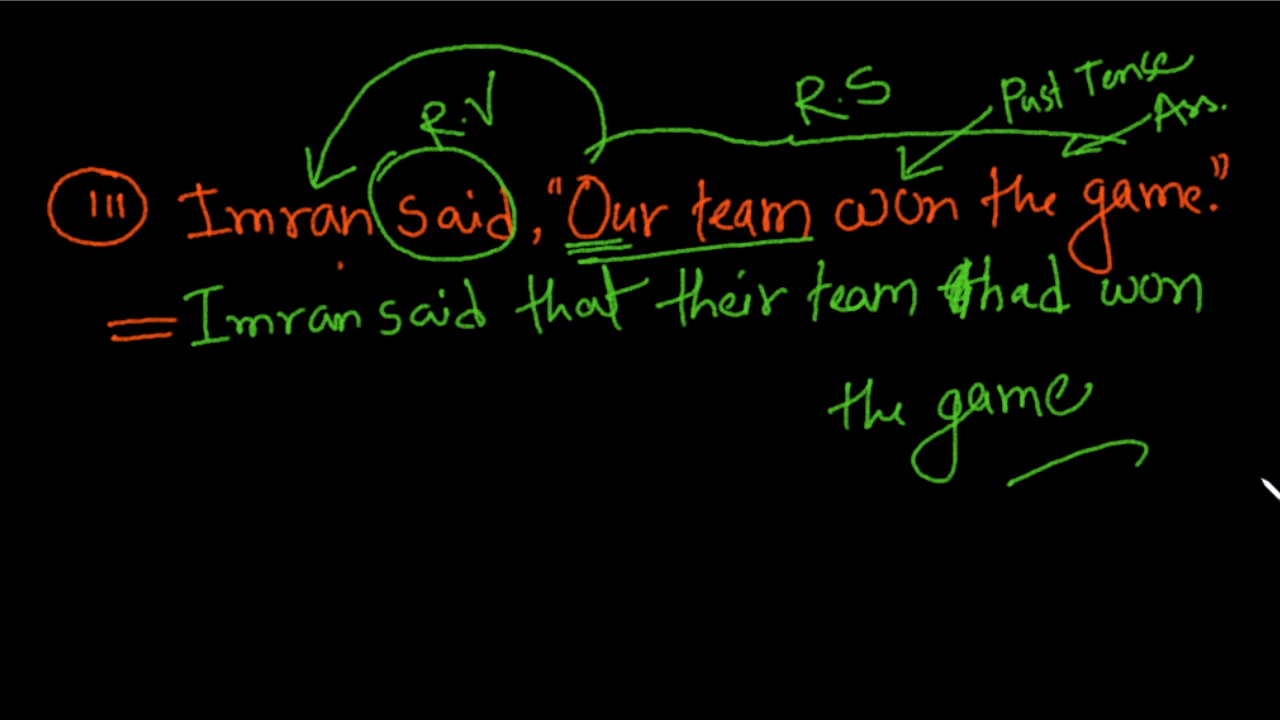 R.V
R.S
Past Tense
Ass.
III Imran said, "Our team won the game."
= Imran said that their team had won
the game